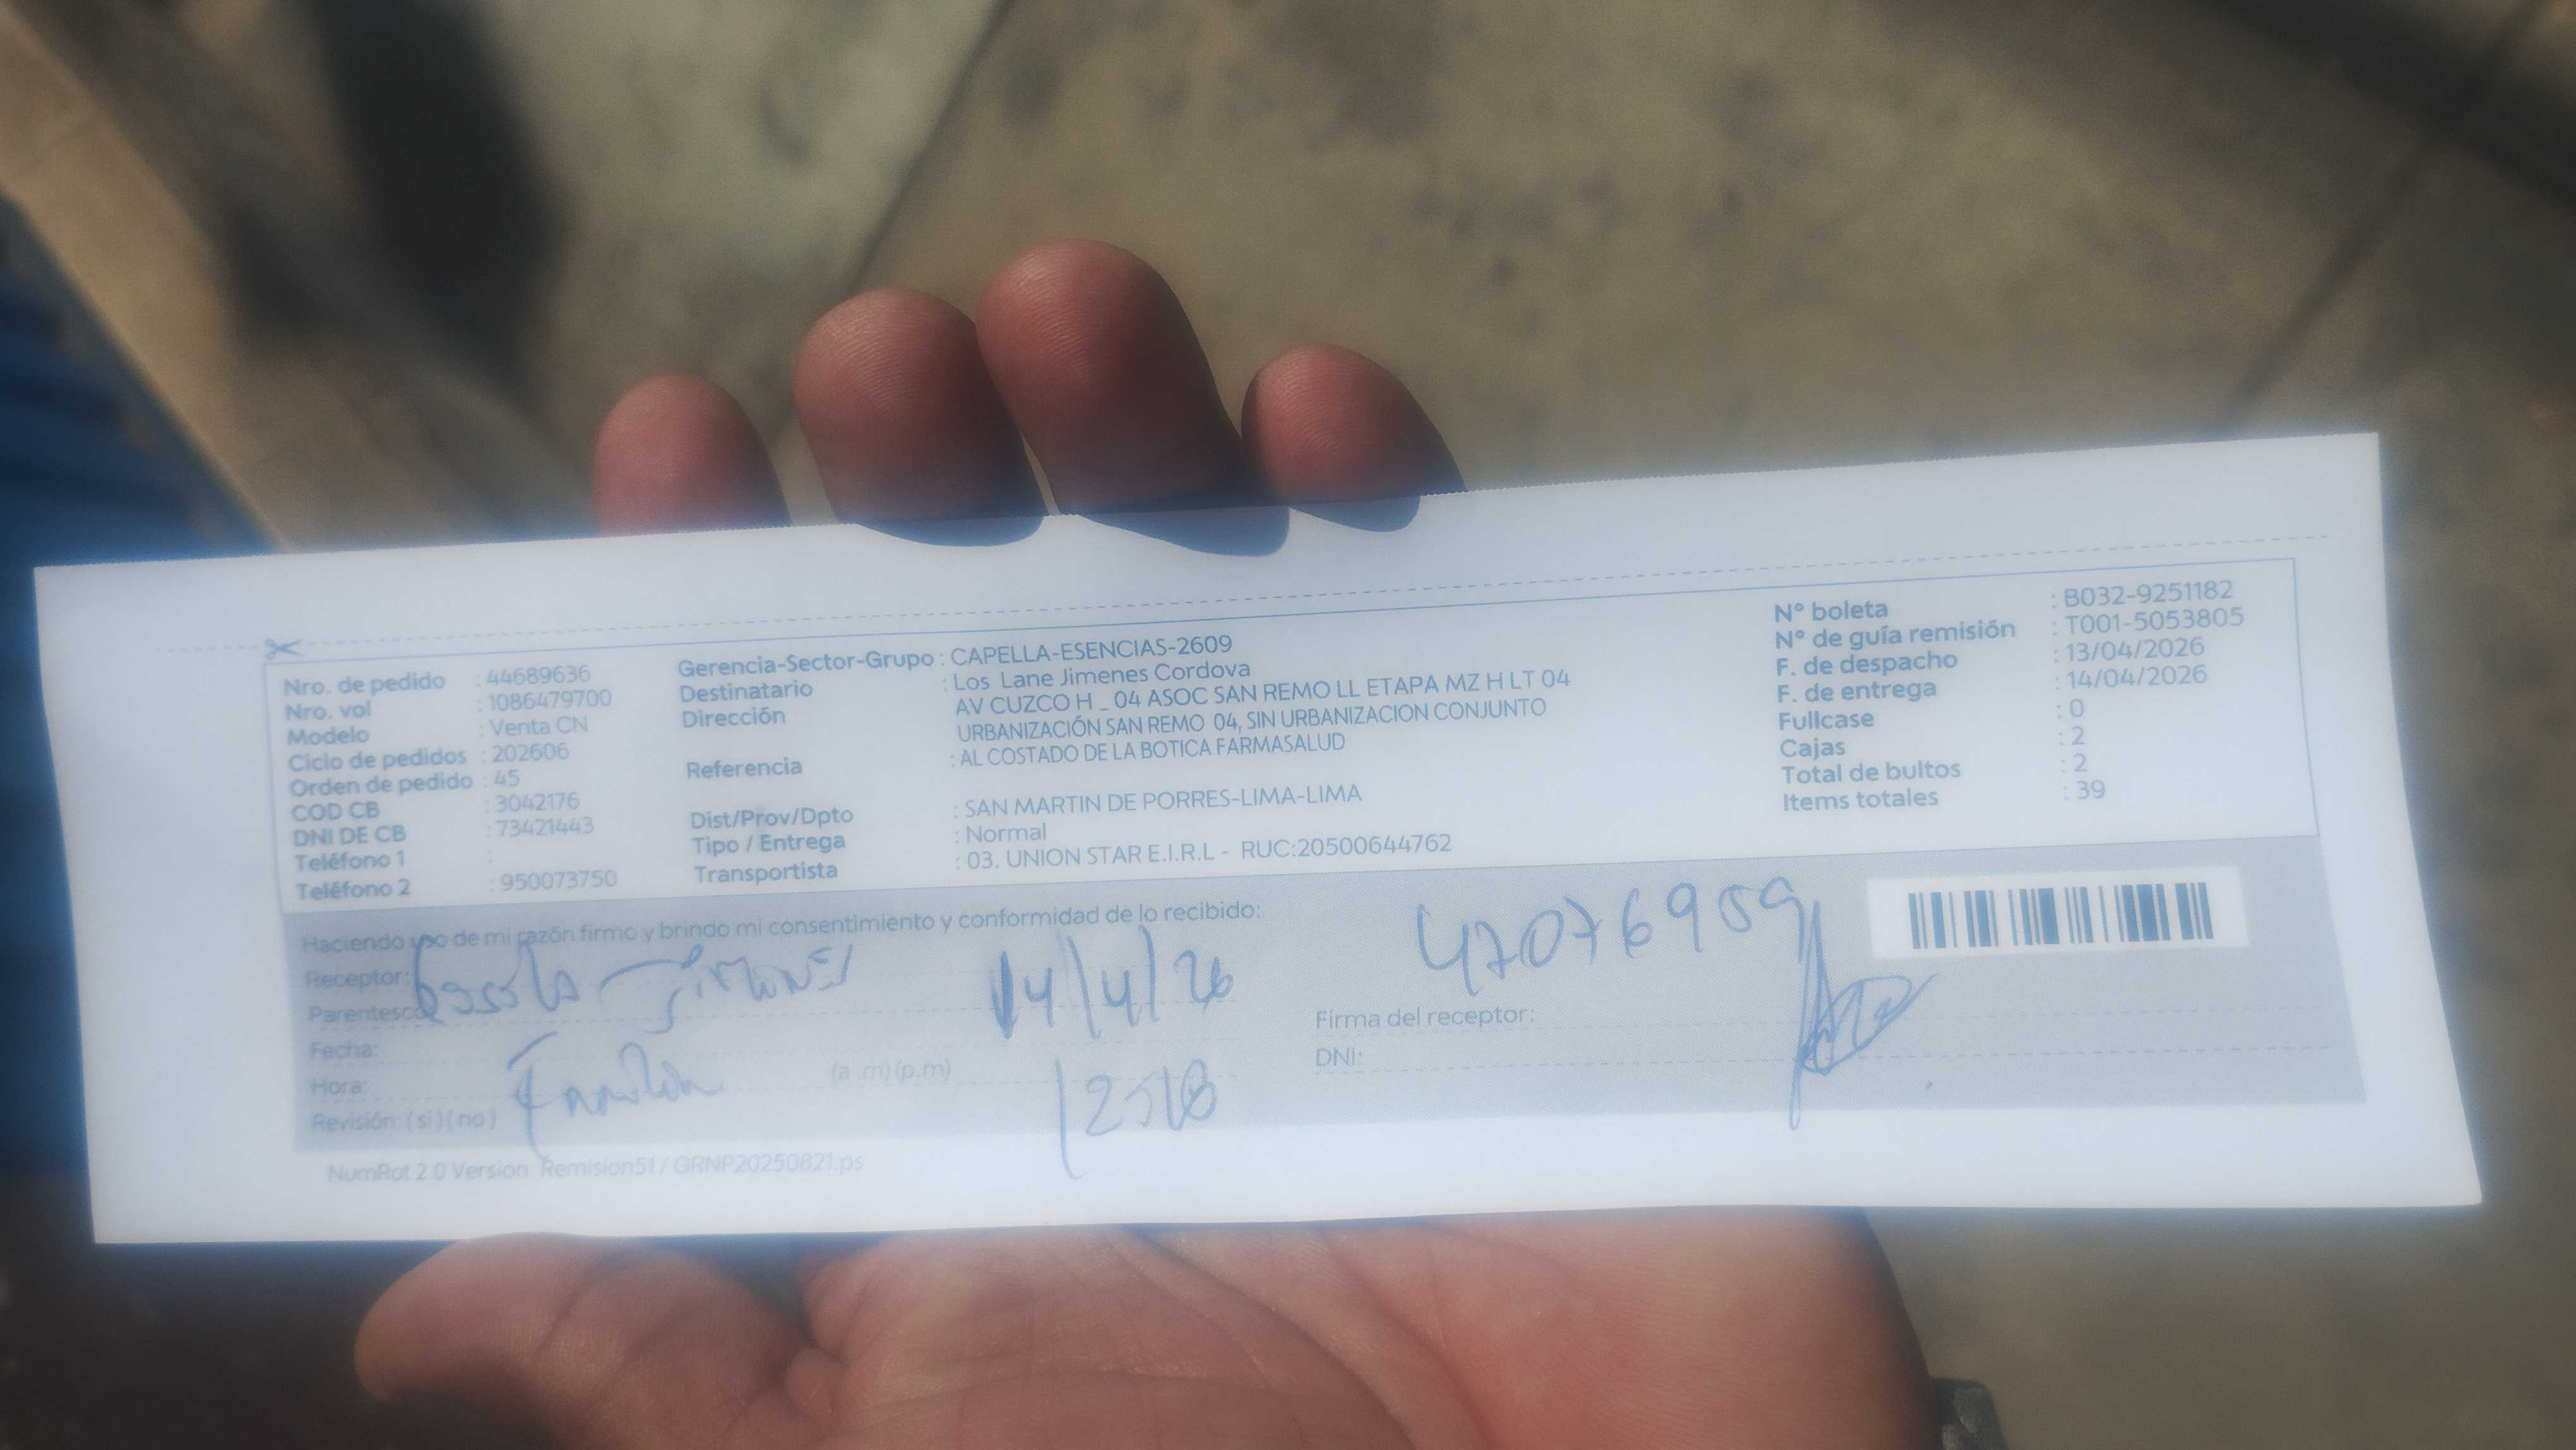 Nro. de pedido : 44689636
Nro. vol : 1086479700
Modelo : Venta CN
Ciclo de pedidos : 202606
Orden de pedido : 45
COD CB : 3042176
DNI DE CB : 73421443
Teléfono 1 :
Teléfono 2 : 950073750
Gerencia-Sector-Grupo : CAPELLA-ESENCIAS-2609
Destinatario : Los Lane Jimenes Cordova
Dirección AV CUZCO H _ 04 ASOC SAN REMO LL ETAPA MZ H LT 04
URBANIZACIÓN SAN REMO 04, SIN URBANIZACION CONJUNTO
Referencia : AL COSTADO DE LA BOTICA FARMASALUD
Dist/Prov/Dpto : SAN MARTIN DE PORRES-LIMA-LIMA
Tipo / Entrega : Normal
Transportista : 03. UNION STAR E.I.R.L - RUC:20500644762
Nº boleta : B032-9251182
Nº de guía remisión : T001-5053805
F. de despacho : 13/04/2026
F. de entrega : 14/04/2026
Fullcase : 0
Cajas : 2
Total de bultos : 2
Items totales : 39
Haciendo uso de mi razón firmo y brindo mi consentimiento y conformidad de lo recibido:
Receptor:
Parentesco:
14/4/26
Fecha:
Hora: (a .m) (p.m)
Revisión: ( si ) ( no )
47076959
Firma del receptor:
DNI:
NumRot 2.0 Version: Remision51 / GRNP20250821.ps